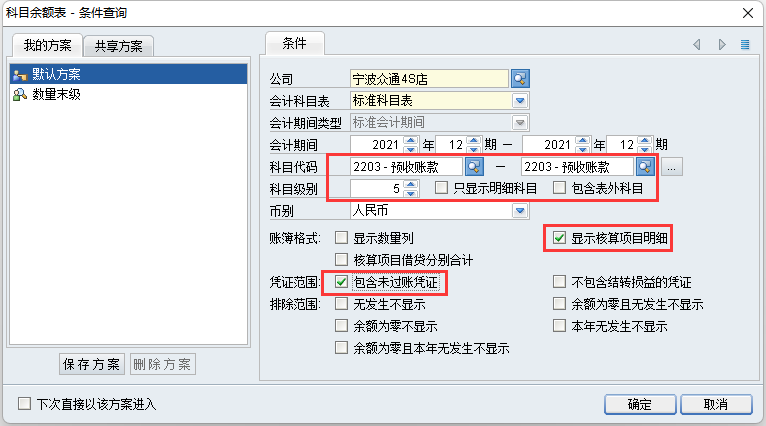 科目余额表 - 条件查询
我的方案 共享方案
默认方案
数量末级
保存方案 删除方案
条件
公司 宁波众通4S店
会计科目表 标准科目表
会计期间类型 标准会计期间
会计期间 2021 年 12 期 — 2021 年 12 期
科目代码 2203 - 预收账款 — 2203 - 预收账款 ...
科目级别 5 只显示明细科目 包含表外科目
币别 人民币
账簿格式: 显示数量列 显示核算项目明细
核算项目借贷分别合计
凭证范围: 包含未过账凭证 不包含结转损益的凭证
排除范围: 无发生不显示 余额为零且无发生不显示
余额为零不显示 本年无发生不显示
余额为零且本年无发生不显示
下次直接以该方案进入 确定 取消